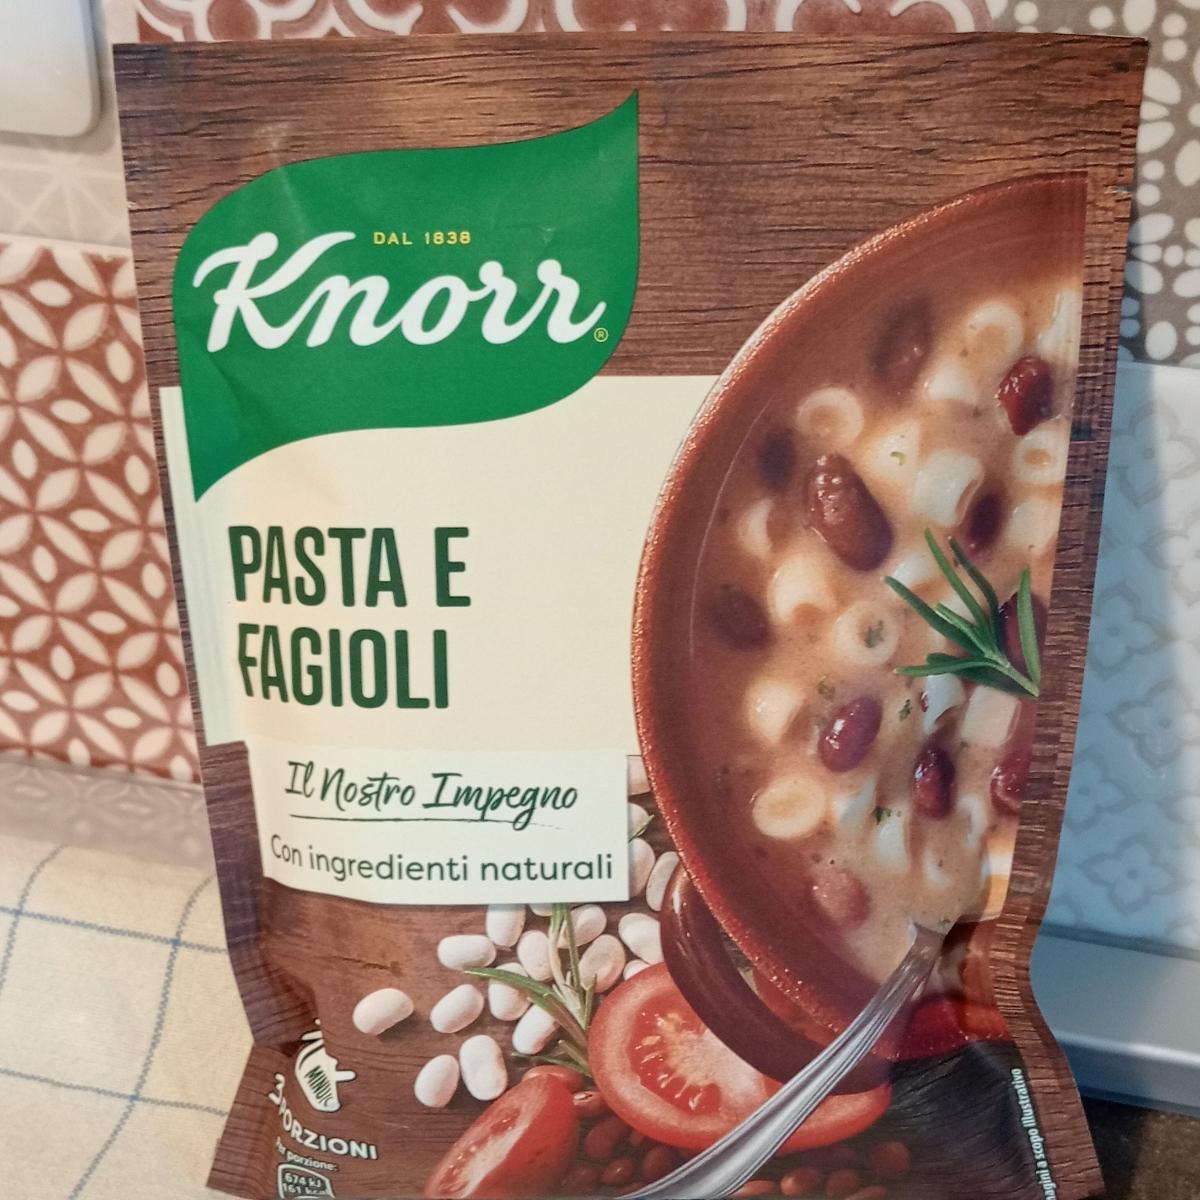 DAL 1838
Knorr®
PASTA E
FAGIOLI
Il Nostro Impegno
Con ingredienti naturali
3 PORZIONI
Per porzione:
674 kJ
161 kcal
a scopo illustrativo